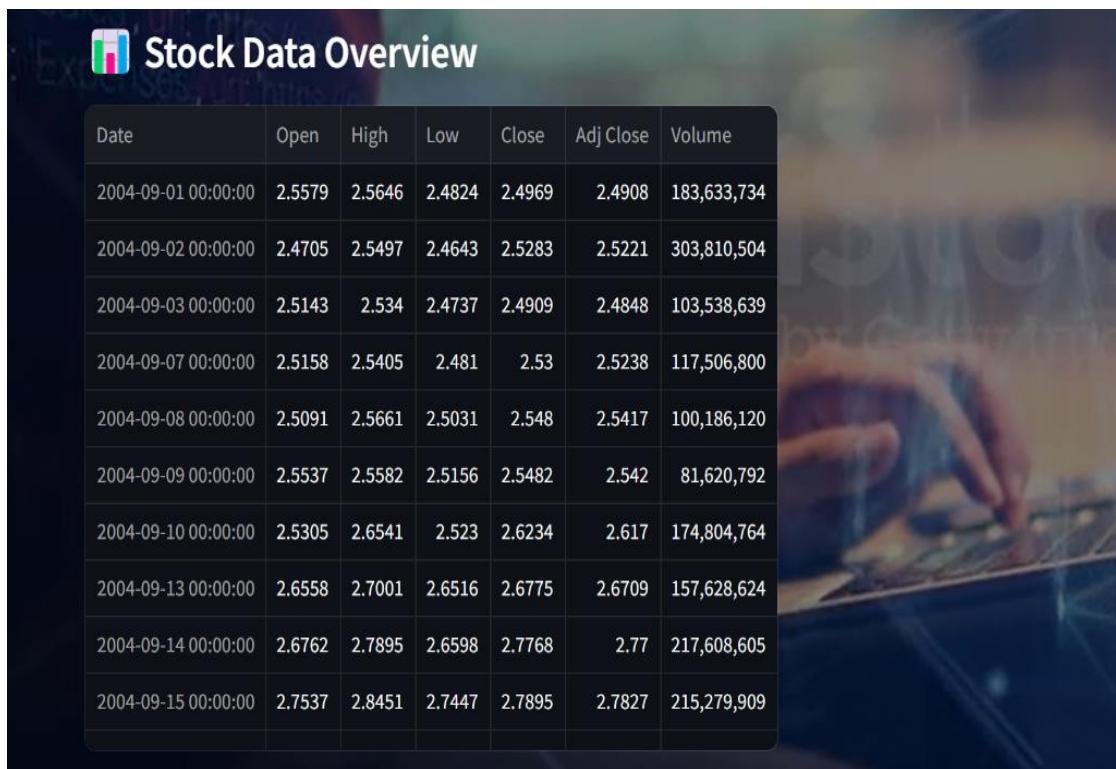 Stock Data Overview
Date Open High Low Close Adj Close Volume
2004-09-01 00:00:00 2.5579 2.5646 2.4824 2.4969 2.4908 183,633,734
2004-09-02 00:00:00 2.4705 2.5497 2.4643 2.5283 2.5221 303,810,504
2004-09-03 00:00:00 2.5143 2.534 2.4737 2.4909 2.4848 103,538,639
2004-09-07 00:00:00 2.5158 2.5405 2.481 2.53 2.5238 117,506,800
2004-09-08 00:00:00 2.5091 2.5661 2.5031 2.548 2.5417 100,186,120
2004-09-09 00:00:00 2.5537 2.5582 2.5156 2.5482 2.542 81,620,792
2004-09-10 00:00:00 2.5305 2.6541 2.523 2.6234 2.617 174,804,764
2004-09-13 00:00:00 2.6558 2.7001 2.6516 2.6775 2.6709 157,628,624
2004-09-14 00:00:00 2.6762 2.7895 2.6598 2.7768 2.77 217,608,605
2004-09-15 00:00:00 2.7537 2.8451 2.7447 2.7895 2.7827 215,279,909